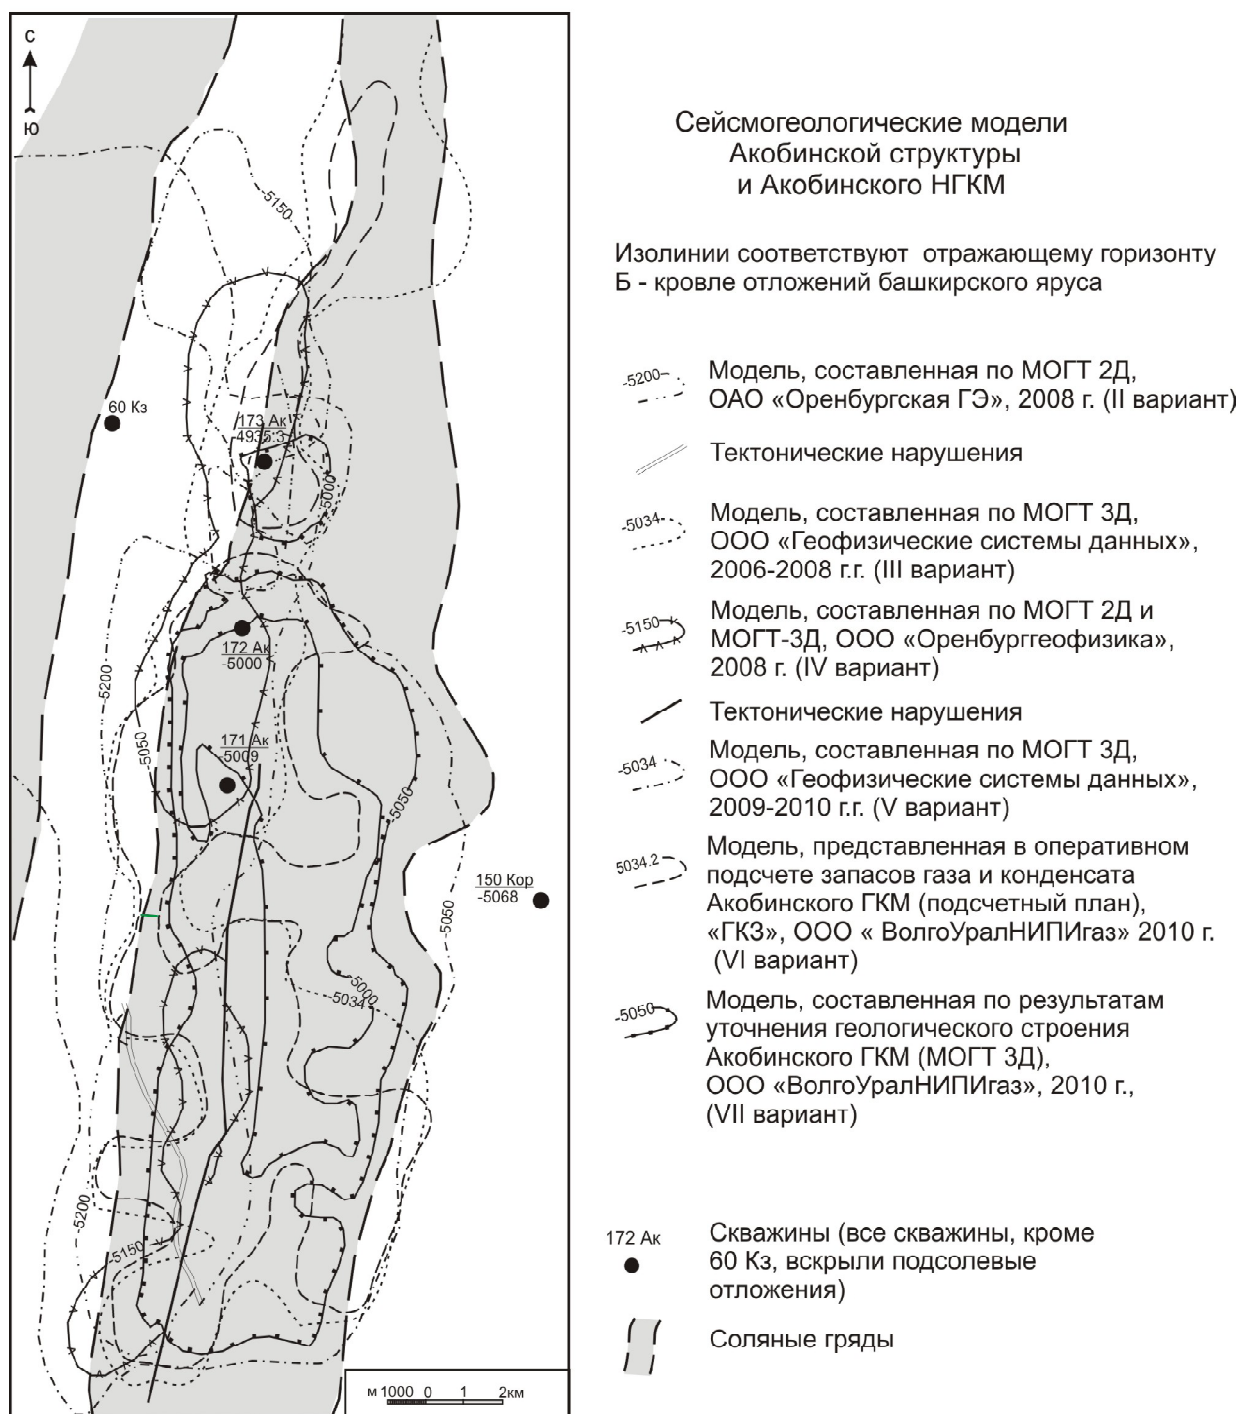 С
Ю
-5150
60 Кз
173 Ак
4935.3
-5000
172 Ак
-5000
-5200
-5050
171 Ак
-5009
-5050
150 Кор
-5068
-5050
-5000
-5034
-5200
-5150
м 1000 0 1 2км
Сейсмогеологические модели
Акобинской структуры
и Акобинского НГКМ
Изолинии соответствуют отражающему горизонту
Б - кровле отложений башкирского яруса
-5200
Модель, составленная по МОГТ 2Д,
ОАО «Оренбургская ГЭ», 2008 г. (II вариант)
Тектонические нарушения
-5034
Модель, составленная по МОГТ 3Д,
ООО «Геофизические системы данных»,
2006-2008 г.г. (III вариант)
-5150
Модель, составленная по МОГТ 2Д и
МОГТ-3Д, ООО «Оренбурггеофизика»,
2008 г. (IV вариант)
Тектонические нарушения
-5034
Модель, составленная по МОГТ 3Д,
ООО «Геофизические системы данных»,
2009-2010 г.г. (V вариант)
5034.2
Модель, представленная в оперативном
подсчете запасов газа и конденсата
Акобинского ГКМ (подсчетный план),
«ГКЗ», ООО « ВолгоУралНИПИгаз» 2010 г.
(VI вариант)
-5050
Модель, составленная по результатам
уточнения геологического строения
Акобинского ГКМ (МОГТ 3Д),
ООО «ВолгоУралНИПИгаз», 2010 г.,
(VII вариант)
172 Ак
Скважины (все скважины, кроме
60 Кз, вскрыли подсолевые
отложения)
Соляные гряды